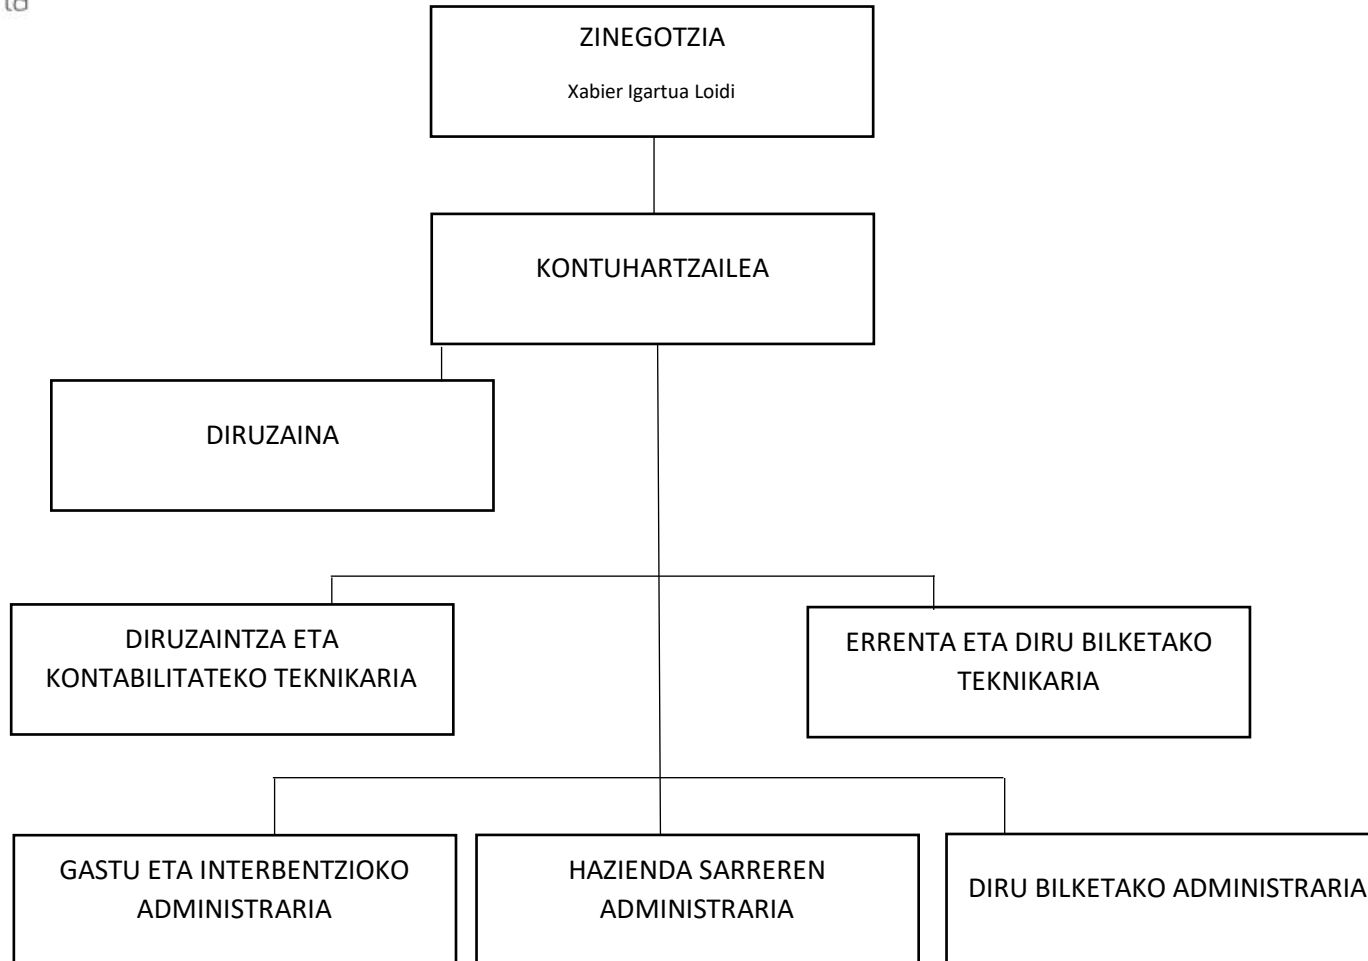 ZINEGOTZIA
Xabier Igartua Loidi
KONTUHARTZAILEA
DIRUZAINA
DIRUZAINTZA ETA
KONTABILITATEKO TEKNIKARIA
ERRENTA ETA DIRU BILKETAKO
TEKNIKARIA
GASTU ETA INTERBENTZIOKO
ADMINISTRARIA
HAZIENDA SARREREN
ADMINISTRARIA
DIRU BILKETAKO ADMINISTRARIA